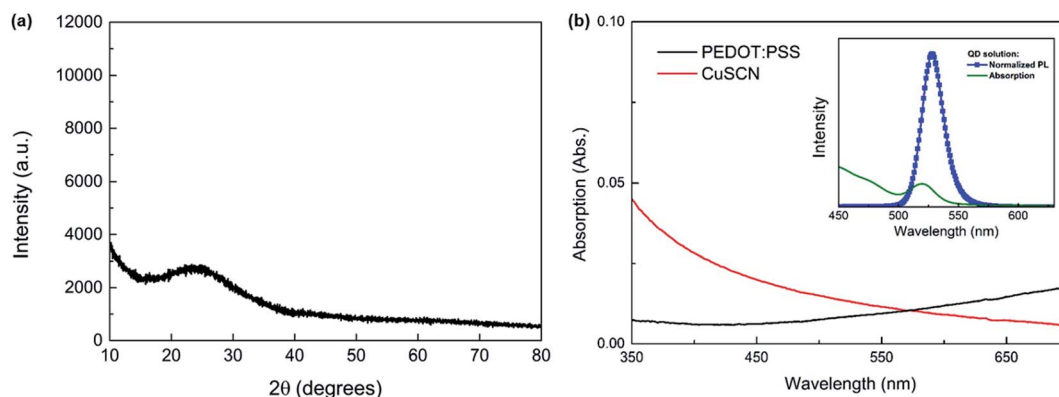 (a)
12000
10000
8000
6000
4000
2000
0
Intensity (a.u.)
10 20 30 40 50 60 70 80
2θ (degrees)
(b)
0.10
0.05
0.00
Absorption (Abs.)
PEDOT:PSS
CuSCN
350 450 550 650
Wavelength (nm)
QD solution:
Normalized PL
Absorption
Intensity
450 500 550 600
Wavelength (nm)